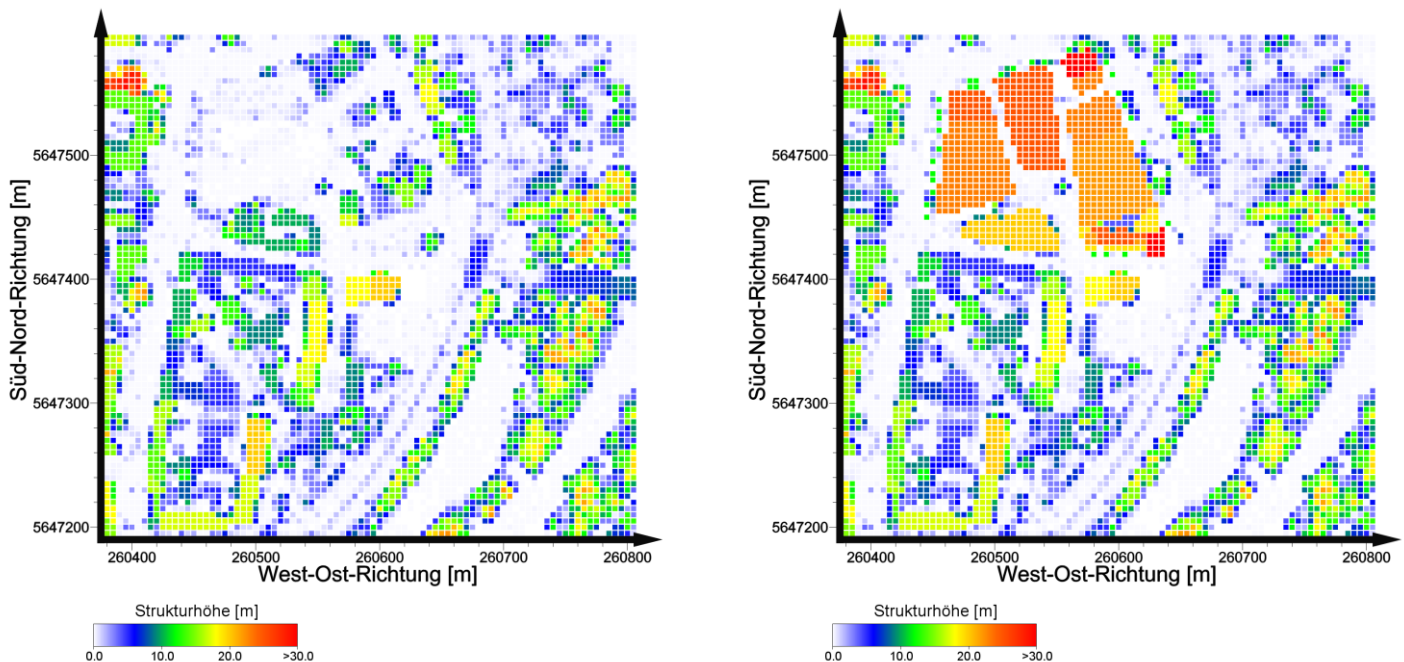 Süd-Nord-Richtung [m]
5647500
5647400
5647300
5647200
260400 260500 260600 260700 260800
West-Ost-Richtung [m]
Strukturhöhe [m]
0.0 10.0 20.0 >30.0
Süd-Nord-Richtung [m]
5647500
5647400
5647300
5647200
260400 260500 260600 260700 260800
West-Ost-Richtung [m]
Strukturhöhe [m]
0.0 10.0 20.0 >30.0